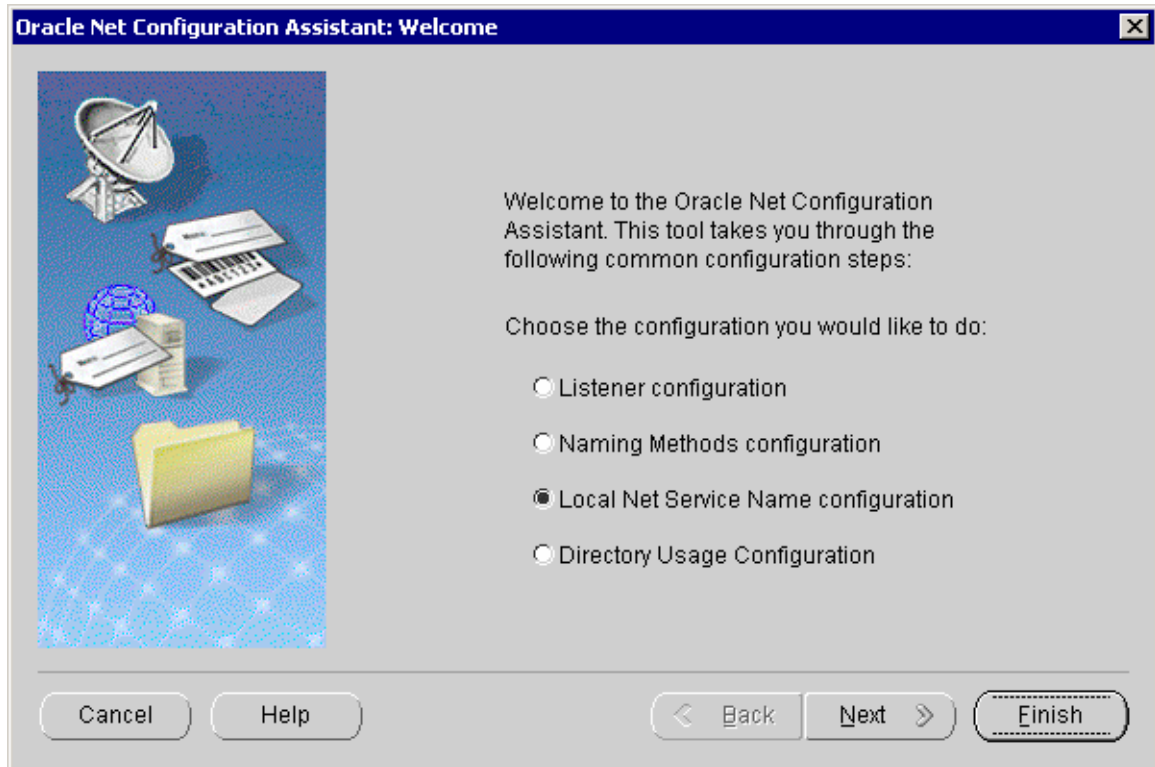 Oracle Net Configuration Assistant: Welcome
Welcome to the Oracle Net Configuration
Assistant. This tool takes you through the
following common configuration steps:
Choose the configuration you would like to do:
Listener configuration
Naming Methods configuration
Local Net Service Name configuration
Directory Usage Configuration
Cancel
Help
Back
Next
Finish